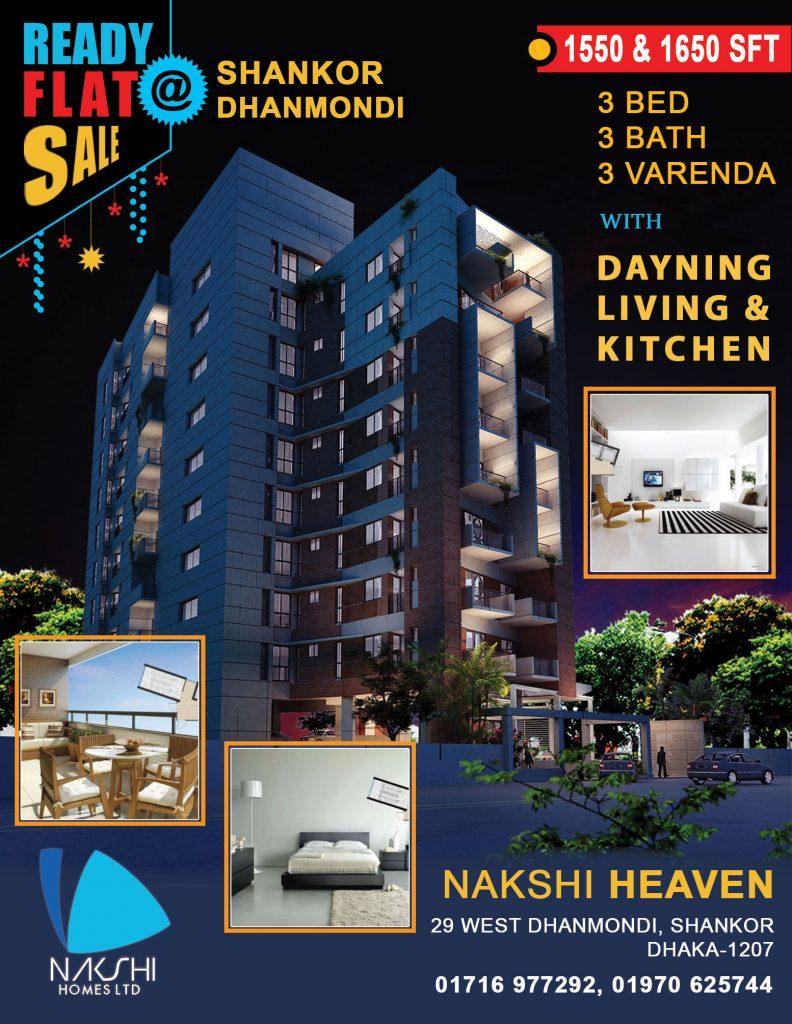 READY
FLAT
SALE
@
SHANKOR
DHANMONDI
1550 & 1650 SFT
3 BED
3 BATH
3 VARENDA
WITH
DAYNING
LIVING &
KITCHEN
NAKSHI HEAVEN
29 WEST DHANMONDI, SHANKOR
DHAKA-1207
01716 977292, 01970 625744
NAKSHI
HOMES LTD